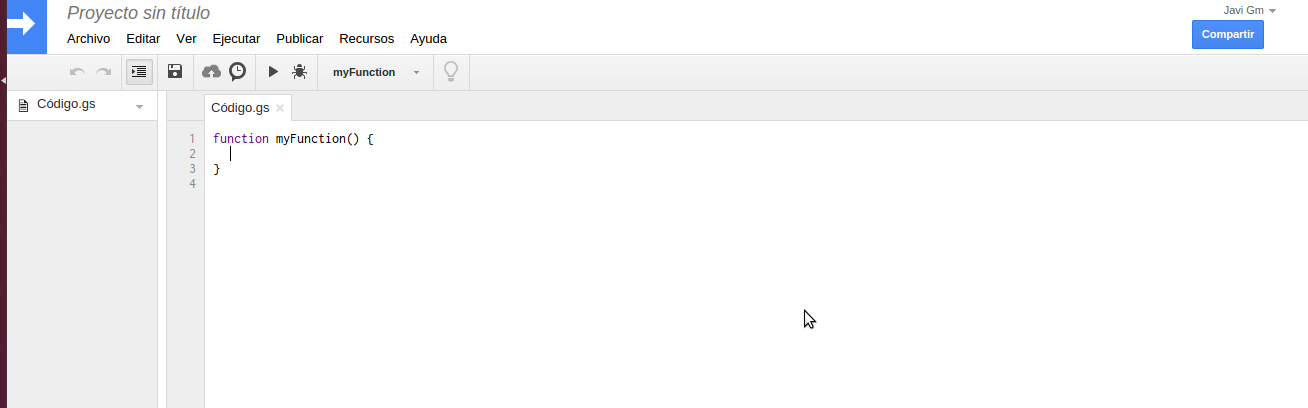 Proyecto sin título
Javi Gm
Archivo Editar Ver Ejecutar Publicar Recursos Ayuda
Compartir
myFunction
Código.gs
Código.gs
1 function myFunction() {
2
3 }
4